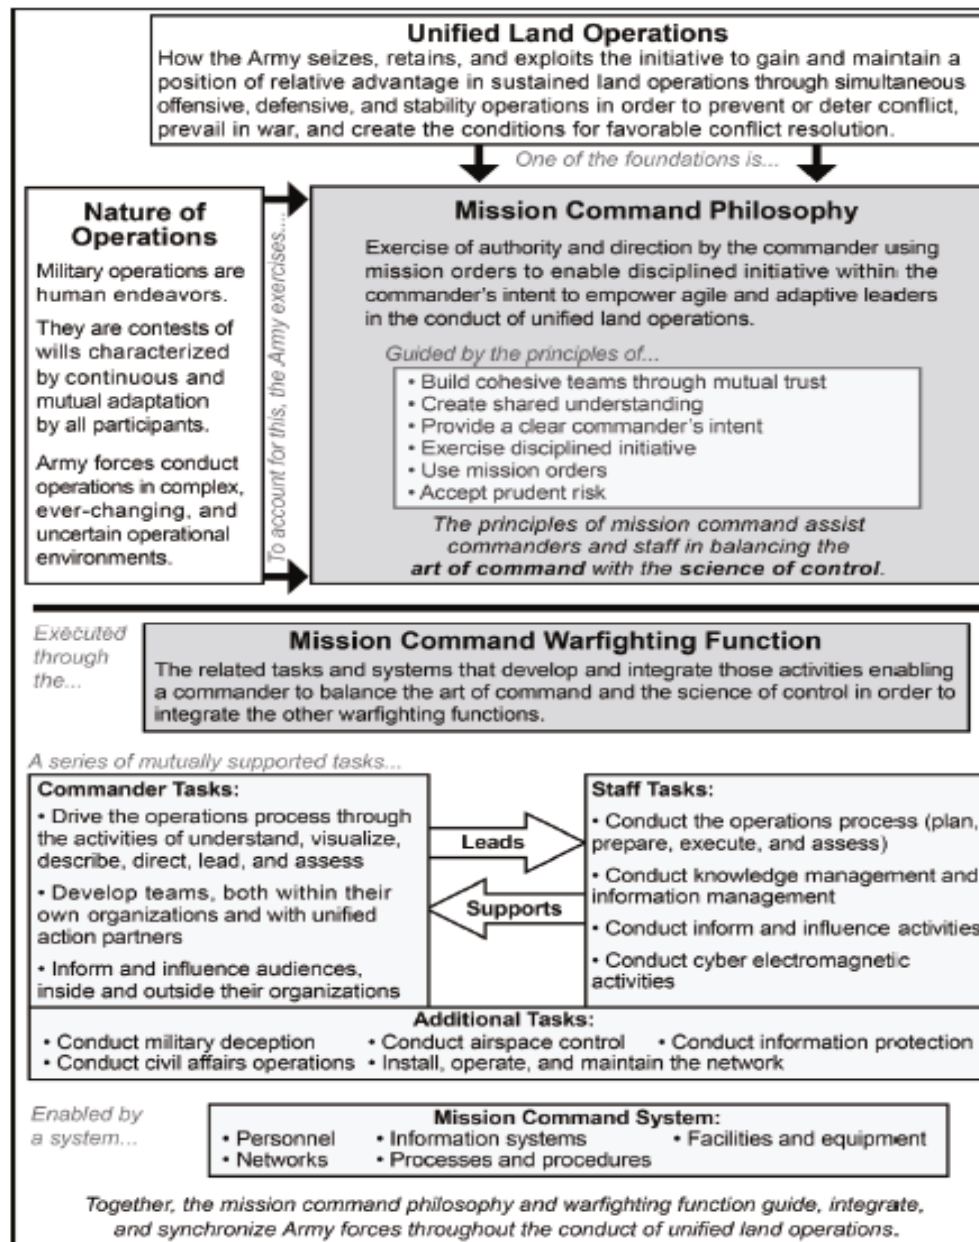 Unified Land Operations
How the Army seizes, retains, and exploits the initiative to gain and maintain a
position of relative advantage in sustained land operations through simultaneous
offensive, defensive, and stability operations in order to prevent or deter conflict,
prevail in war, and create the conditions for favorable conflict resolution.
One of the foundations is...
Nature of
Operations
Military operations are
human endeavors.
They are contests of
wills characterized
by continuous and
mutual adaptation
by all participants.
Army forces conduct
operations in complex,
ever-changing, and
uncertain operational
environments.
To account for this, the Army exercises....
Mission Command Philosophy
Exercise of authority and direction by the commander using
mission orders to enable disciplined initiative within the
commander's intent to empower agile and adaptive leaders
in the conduct of unified land operations.
Guided by the principles of...
• Build cohesive teams through mutual trust
• Create shared understanding
• Provide a clear commander's intent
• Exercise disciplined initiative
• Use mission orders
• Accept prudent risk
The principles of mission command assist
commanders and staff in balancing the
art of command with the science of control.
Executed
through
the...
Mission Command Warfighting Function
The related tasks and systems that develop and integrate those activities enabling
a commander to balance the art of command and the science of control in order to
integrate the other warfighting functions.
A series of mutually supported tasks...
Commander Tasks:
• Drive the operations process through
the activities of understand, visualize,
describe, direct, lead, and assess
• Develop teams, both within their
own organizations and with unified
action partners
• Inform and influence audiences,
inside and outside their organizations
Leads
Supports
Staff Tasks:
• Conduct the operations process (plan,
prepare, execute, and assess)
• Conduct knowledge management and
information management
• Conduct inform and influence activities
• Conduct cyber electromagnetic
activities
Additional Tasks:
• Conduct military deception • Conduct airspace control • Conduct information protection
• Conduct civil affairs operations • Install, operate, and maintain the network
Enabled by
a system...
Mission Command System:
• Personnel • Information systems • Facilities and equipment
• Networks • Processes and procedures
Together, the mission command philosophy and warfighting function guide, integrate,
and synchronize Army forces throughout the conduct of unified land operations.